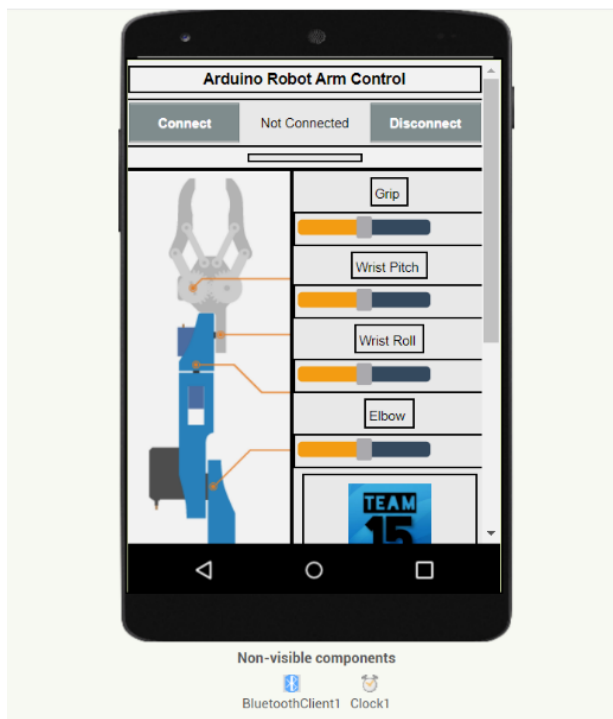 Arduino Robot Arm Control
Connect Not Connected Disconnect
Grip
Wrist Pitch
Wrist Roll
Elbow
TEAM
15
Non-visible components
BluetoothClient1 Clock1